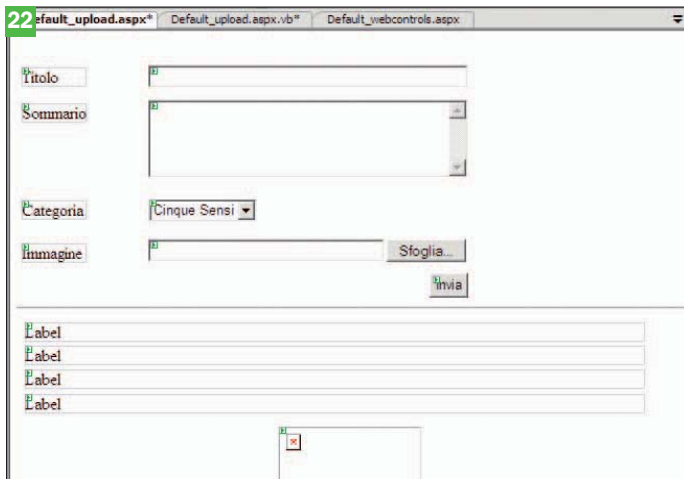 22
efault_upload.aspx* Default_upload.aspx.vb* Default_webcontrols.aspx
Titolo
Sommario
Categoria Cinque Sensi
Immagine Sfoglia...
Invia
Label
Label
Label
Label